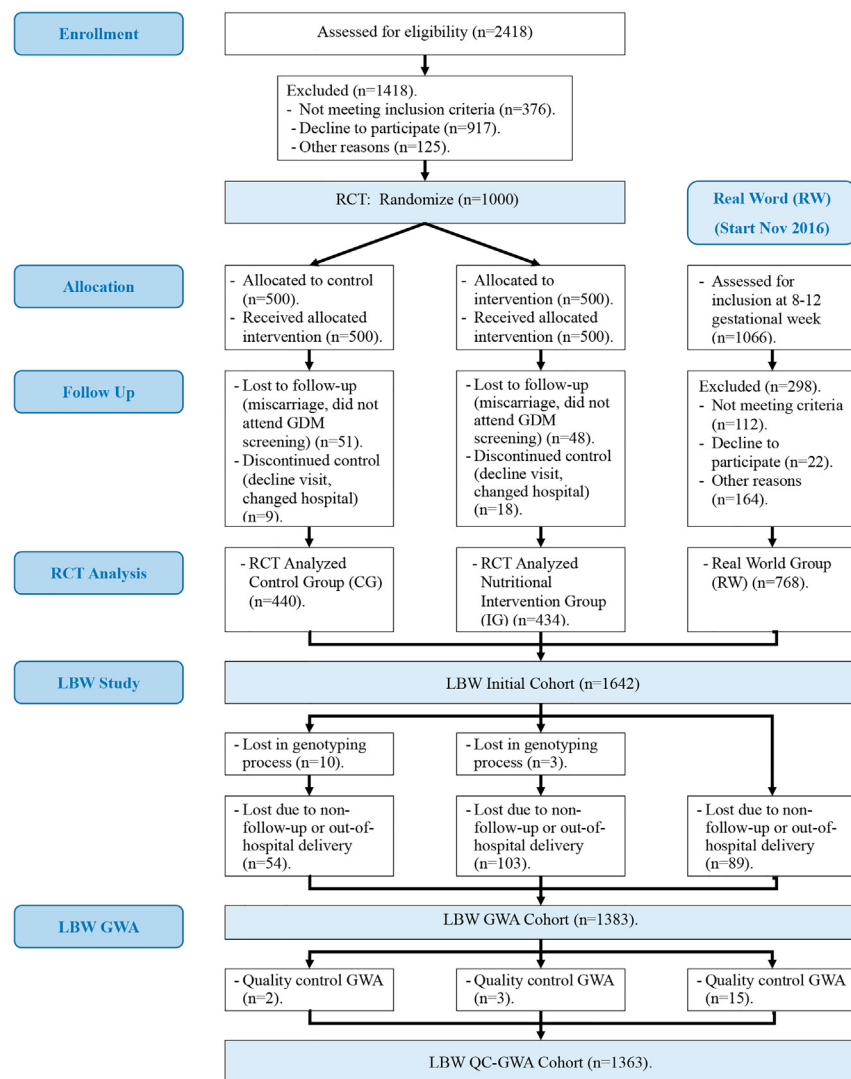 Enrollment
Assessed for eligibility (n=2418)
Excluded (n=1418).
- Not meeting inclusion criteria (n=376).
- Decline to participate (n=917).
- Other reasons (n=125).
RCT: Randomize (n=1000)
Real Word (RW)
(Start Nov 2016)
Allocation
- Allocated to control
(n=500).
- Received allocated
intervention (n=500).
- Allocated to
intervention (n=500).
- Received allocated
intervention (n=500).
- Assessed for
inclusion at 8-12
gestational week
(n=1066).
Follow Up
- Lost to follow-up
(miscarriage, did not
attend GDM
screening) (n=51).
- Discontinued control
(decline visit,
changed hospital)
(n=9).
- Lost to follow-up
(miscarriage, did not
attend GDM
screening) (n=48).
- Discontinued control
(decline visit,
changed hospital)
(n=18).
Excluded (n=298).
- Not meeting criteria
(n=112).
- Decline to
participate (n=22).
- Other reasons
(n=164).
RCT Analysis
- RCT Analyzed
Control Group (CG)
(n=440).
- RCT Analyzed
Nutritional
Intervention Group
(IG) (n=434).
- Real World Group
(RW) (n=768).
LBW Study
LBW Initial Cohort (n=1642)
- Lost in genotyping
process (n=10).
- Lost in genotyping
process (n=3).
- Lost due to non-
follow-up or out-of-
hospital delivery
(n=54).
- Lost due to non-
follow-up or out-of-
hospital delivery
(n=103).
- Lost due to non-
follow-up or out-of-
hospital delivery
(n=89).
LBW GWA
LBW GWA Cohort (n=1383).
- Quality control GWA
(n=2).
- Quality control GWA
(n=3).
- Quality control GWA
(n=15).
LBW QC-GWA Cohort (n=1363).